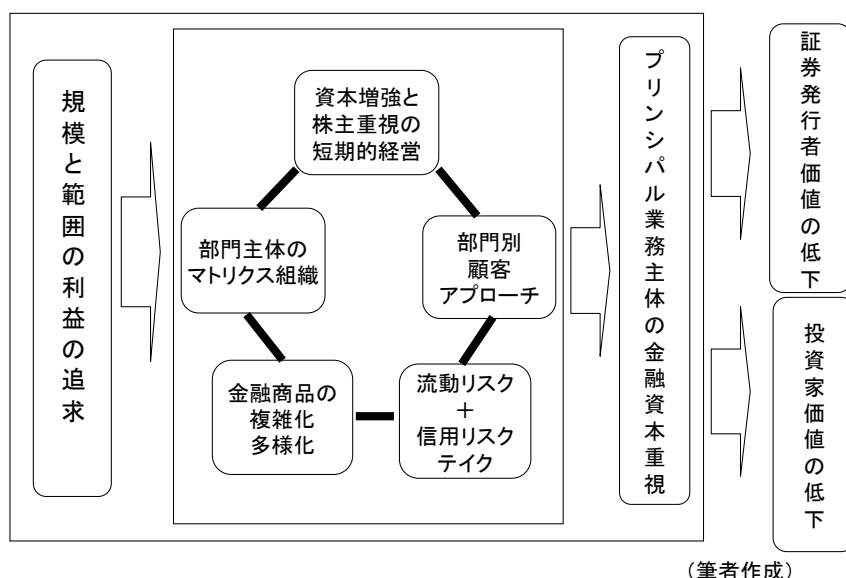 規模と範囲の利益の追求
資本増強と
株主重視の
短期的経営
部門主体の
マトリクス組織
部門別
顧客
アプローチ
金融商品の
複雑化
多様化
流動リスク
＋
信用リスク
テイク
プリンシパル業務主体の金融資本重視
証券発行者価値の低下
投資家価値の低下
（筆者作成）